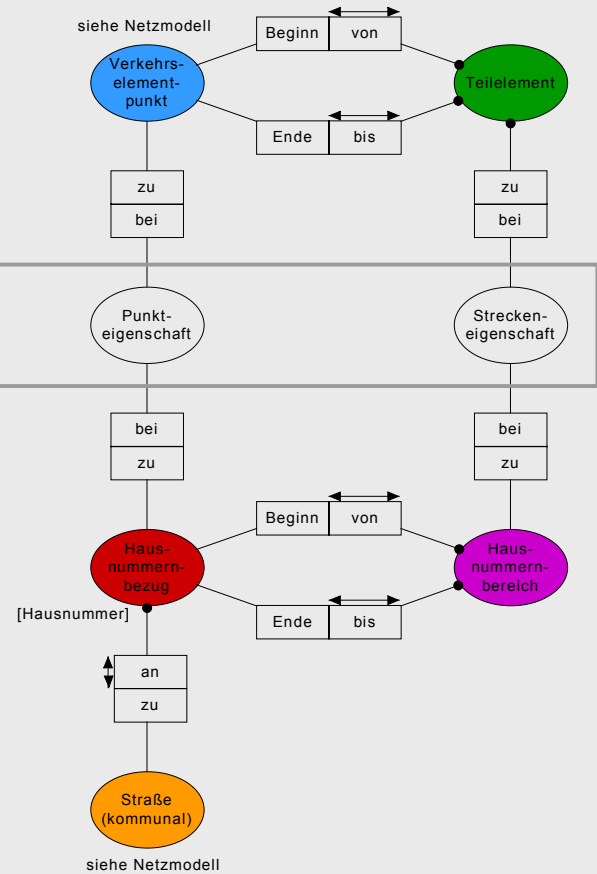 siehe Netzmodell
Beginn
von
Verkehrs-
element-
punkt
Teilelement
Ende
bis
zu
bei
zu
bei
Punkt-
eigenschaft
Strecken-
eigenschaft
bei
zu
bei
zu
Beginn
von
Haus-
nummern-
bezug
Haus-
nummern-
bereich
[Hausnummer]
Ende
bis
an
zu
Straße
(kommunal)
siehe Netzmodell